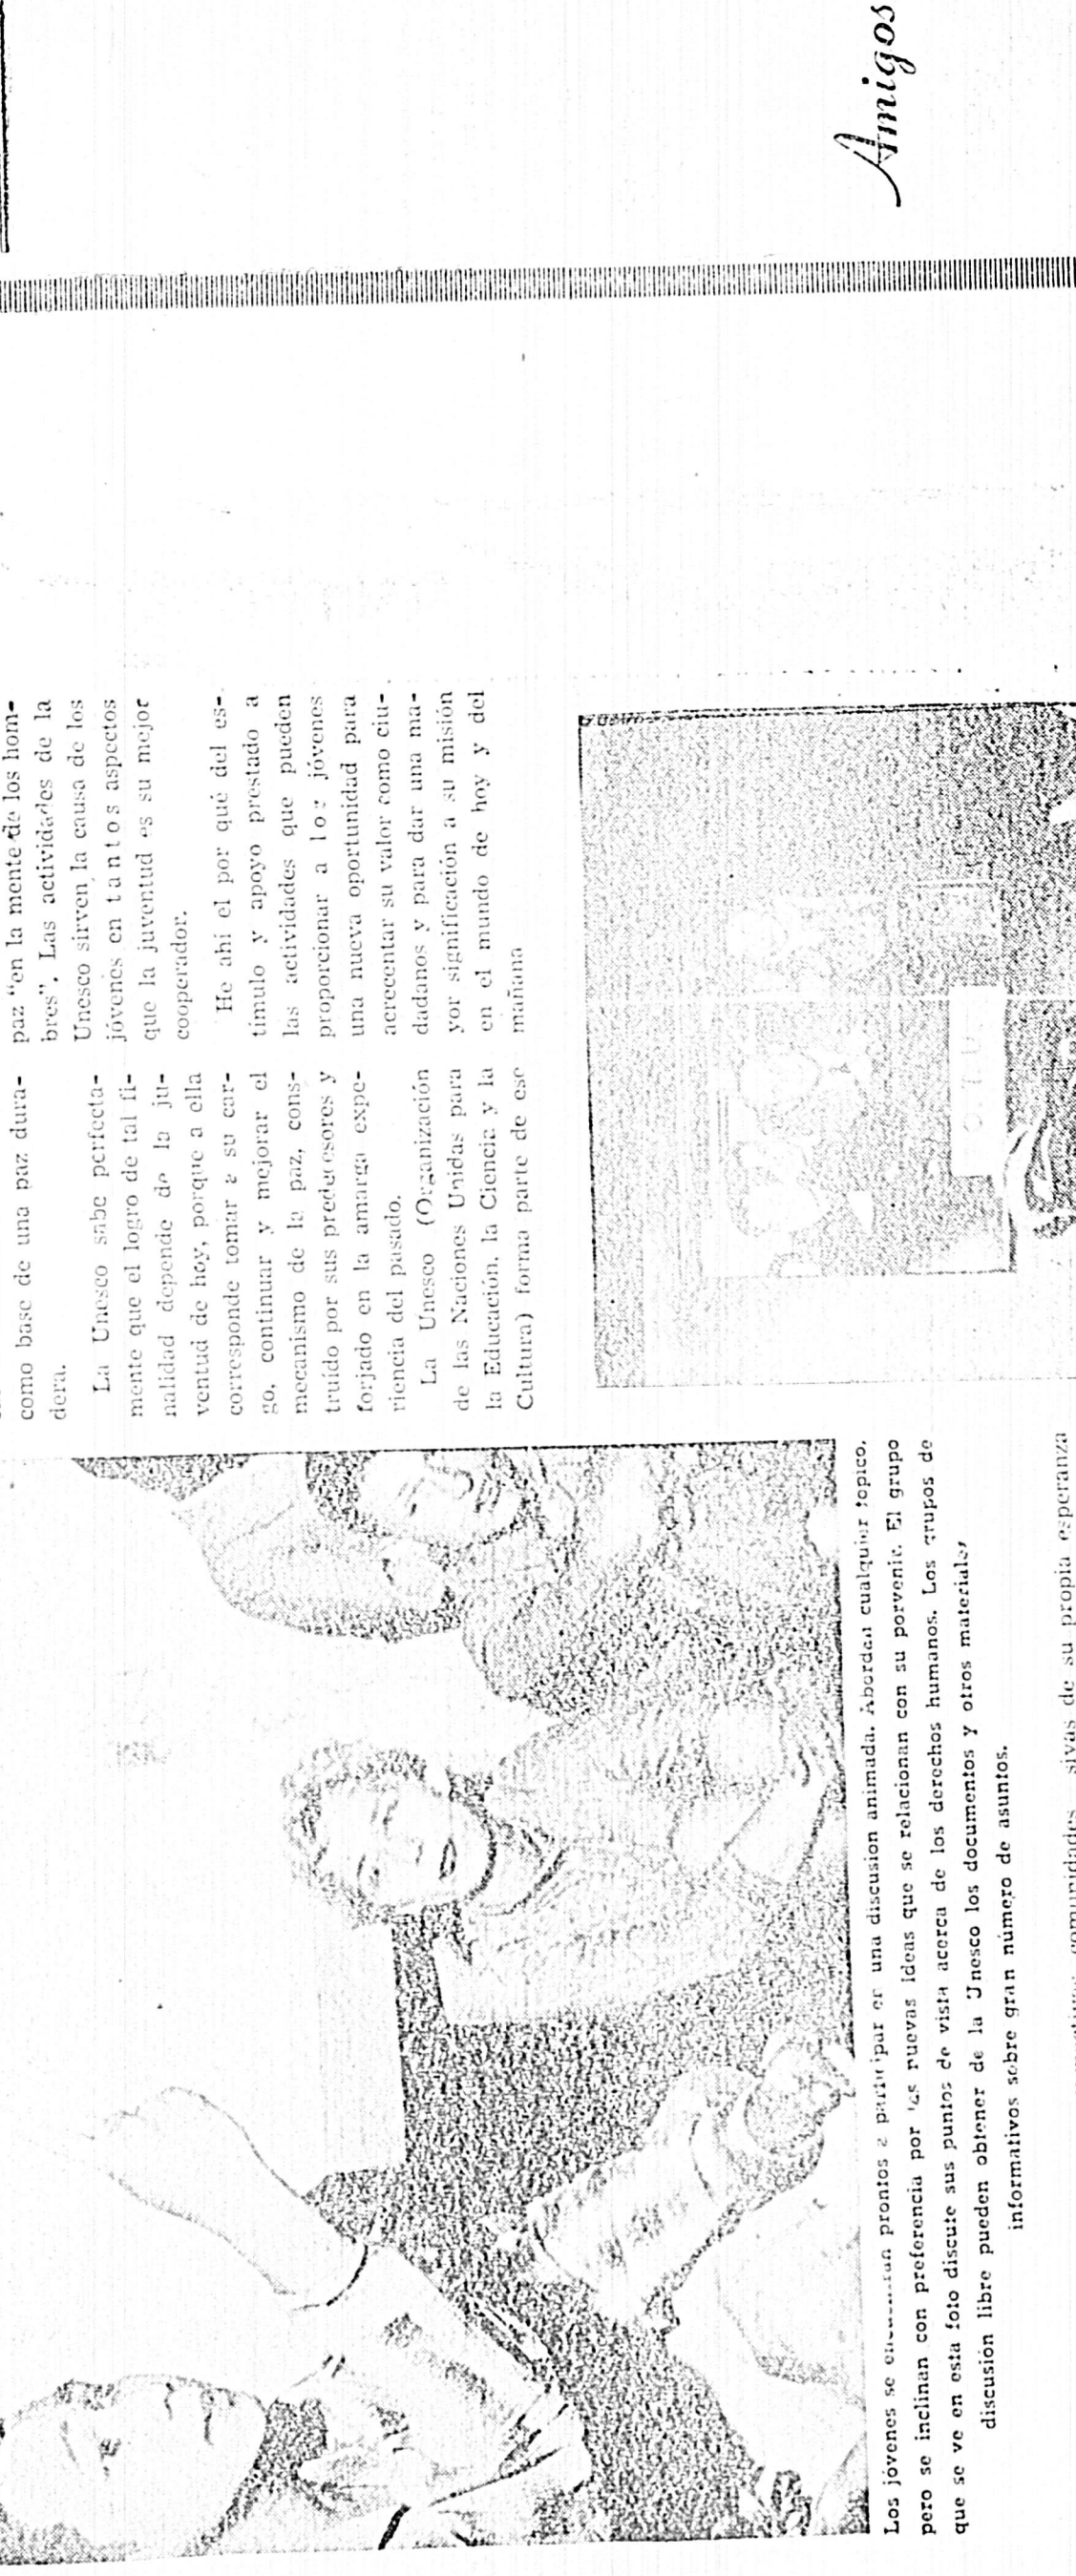 como base de una paz dura-
dera.
La Unesco sabe perfecta-
mente que el logro de tal fi-
nalidad depende de la ju-
ventud de hoy, porque a ella
corresponde tomar a su car-
go, continuar y mejorar el
mecanismo de la paz, cons-
truído por sus predecesores y
forjado en la amarga expe-
riencia del pasado.
La Unesco (Organización
de las Naciones Unidas para
la Educación, la Ciencia y la
Cultura) forma parte de ese
paz "en la mente de los hom-
bres". Las actividades de la
Unesco sirven la causa de los
jóvenes en tantos aspectos
que la juventud es su mejor
cooperador.
He ahí el por qué del es-
tímulo y apoyo prestado a
las actividades que pueden
proporcionar a los jóvenes
una nueva oportunidad para
acrecentar su valor como ciu-
dadanos y para dar una ma-
yor significación a su misión
en el mundo de hoy y del
mañana
Los jóvenes se encuentran prontos a participar en una discusión animada. Abordan cualquier topico,
pero se inclinan con preferencia por las nuevas ideas que se relacionan con su porvenir. El grupo
que se ve en esta foto discute sus puntos de vista acerca de los derechos humanos. Los grupos de
discusión libre pueden obtener de la Unesco los documentos y otros materiales
informativos sobre gran número de asuntos.
comunidades
sivas de su propia esperanza
Amigos